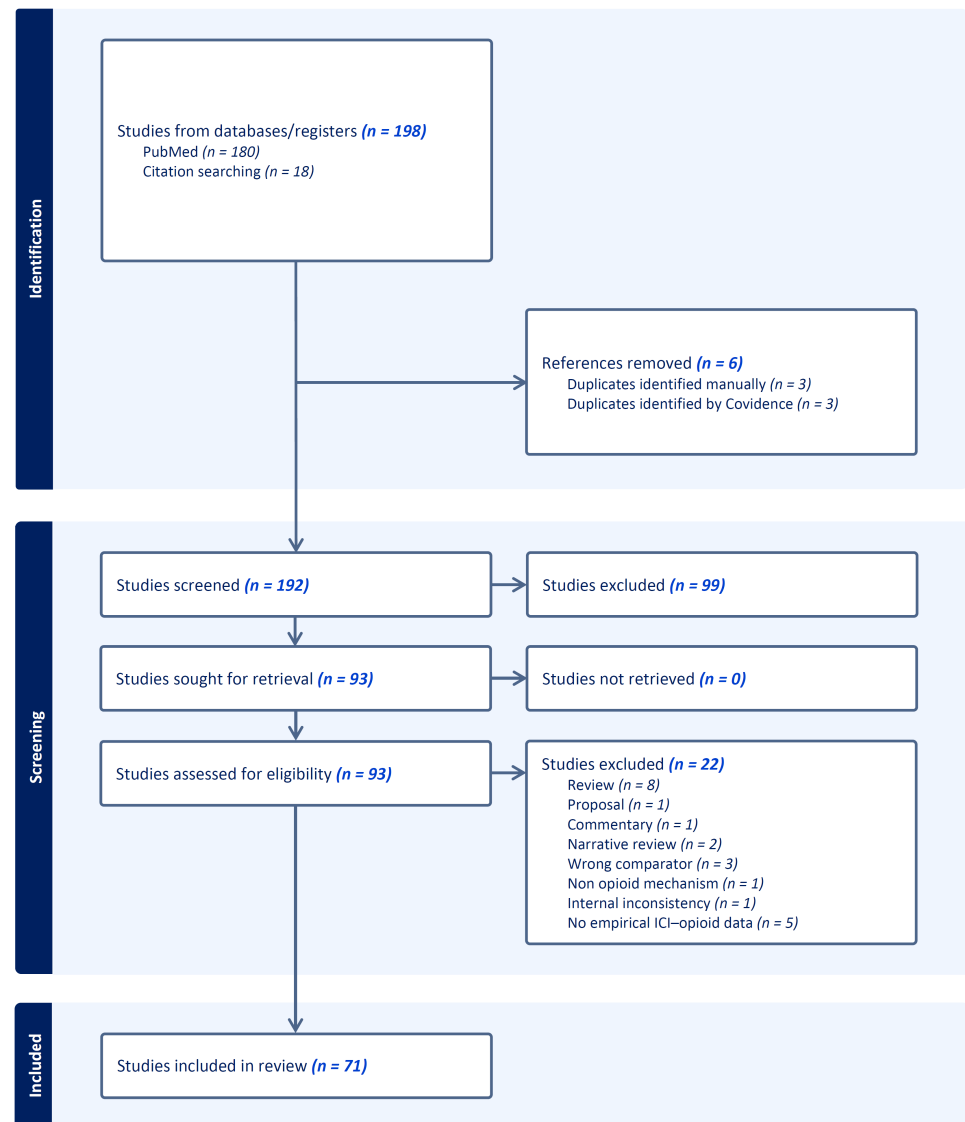 Identification
Studies from databases/registers (n = 198)
PubMed (n = 180)
Citation searching (n = 18)
References removed (n = 6)
Duplicates identified manually (n = 3)
Duplicates identified by Covidence (n = 3)
Screening
Studies screened (n = 192)
Studies excluded (n = 99)
Studies sought for retrieval (n = 93)
Studies not retrieved (n = 0)
Studies assessed for eligibility (n = 93)
Studies excluded (n = 22)
Review (n = 8)
Proposal (n = 1)
Commentary (n = 1)
Narrative review (n = 2)
Wrong comparator (n = 3)
Non opioid mechanism (n = 1)
Internal inconsistency (n = 1)
No empirical ICI–opioid data (n = 5)
Included
Studies included in review (n = 71)